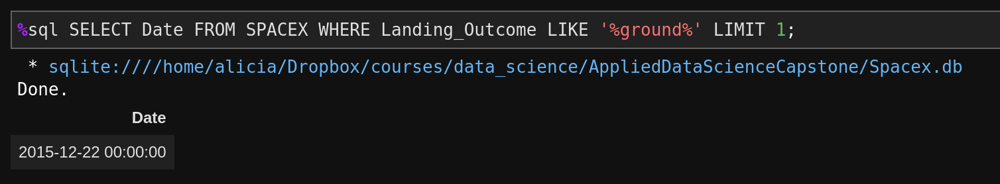 %sql SELECT Date FROM SPACEX WHERE Landing_Outcome LIKE '%ground%' LIMIT 1;
* sqlite:////home/alicia/Dropbox/courses/data_science/AppliedDataScienceCapstone/Spacex.db
Done.
Date
2015-12-22 00:00:00